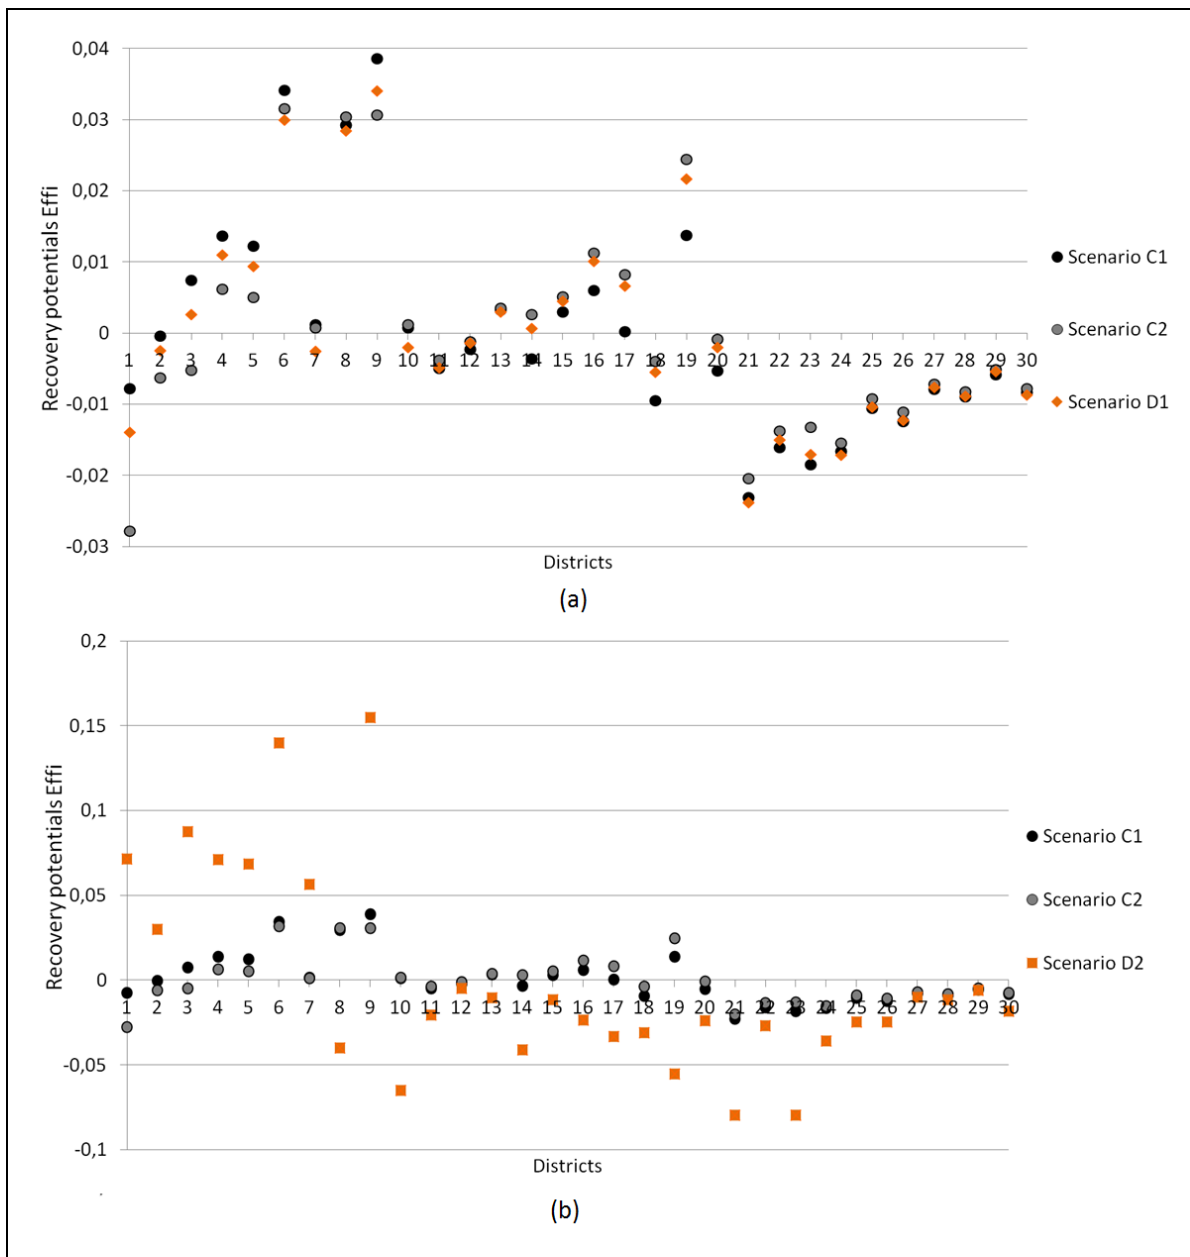 0,04
0,03
0,02
0,01
0
-0,01
-0,02
-0,03
Recovery potentials Effi
1 2 3 4 5 6 7 8 9 10 11 12 13 14 15 16 17 18 19 20 21 22 23 24 25 26 27 28 29 30
Districts
Scenario C1
Scenario C2
Scenario D1
(a)
0,2
0,15
0,1
0,05
0
-0,05
-0,1
Recovery potentials Effi
1 2 3 4 5 6 7 8 9 10 11 12 13 14 15 16 17 18 19 20 21 22 23 24 25 26 27 28 29 30
Districts
Scenario C1
Scenario C2
Scenario D2
(b)